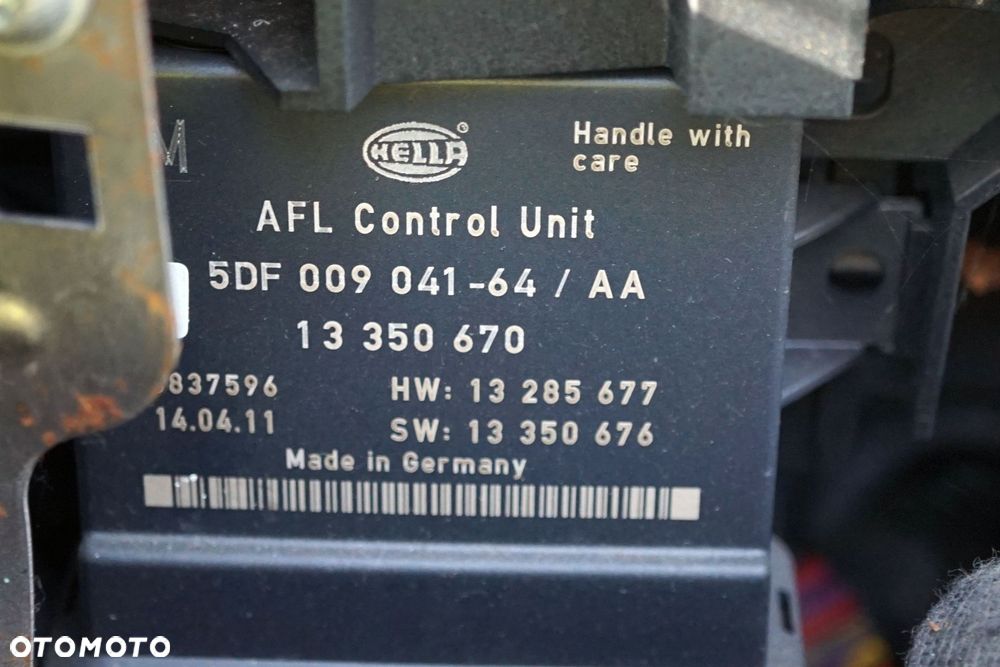 M
HELLA®
Handle with
care
AFL Control Unit
5DF 009 041-64 / AA
13 350 670
837596
HW: 13 285 677
14.04.11
SW: 13 350 676
Made in Germany
OTOMOTO